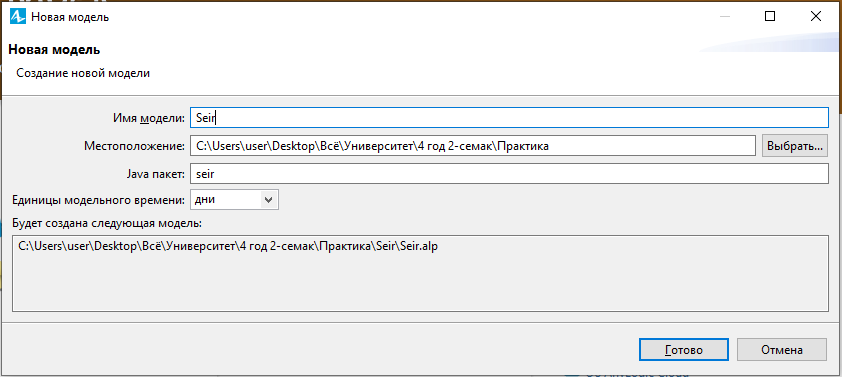 Новая модель
Новая модель
Создание новой модели
Имя модели: Seir
Местоположение: C:\Users\user\Desktop\Всё\Университет\4 год 2-семак\Практика Выбрать...
Java пакет: seir
Единицы модельного времени: дни
Будет создана следующая модель:
C:\Users\user\Desktop\Всё\Университет\4 год 2-семак\Практика\Seir\Seir.alp
Готово Отмена